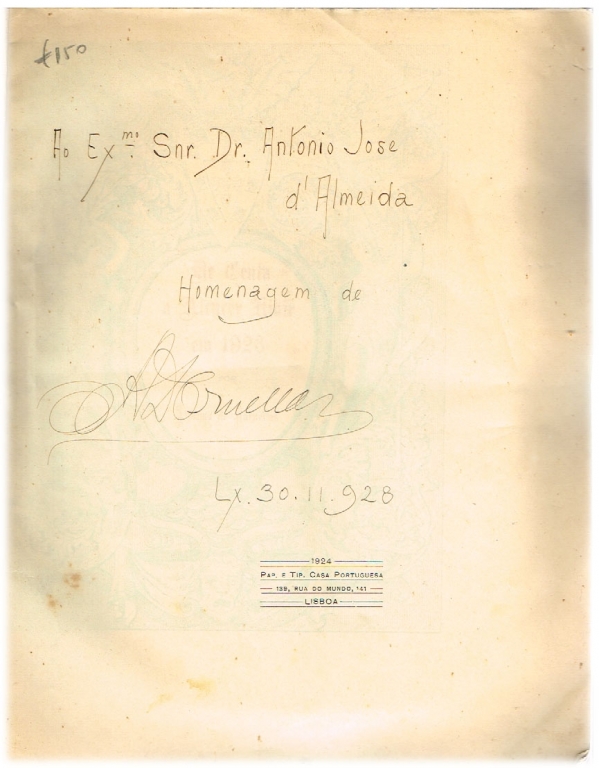 £150
Ao Ex.mo Snr. Dr. Antonio Jose
d'Almeida
Homenagem de
Lx. 30.11.928
1924
PAP. E TIP. CASA PORTUGUESA
139, RUA DO MUNDO, 141
LISBOA